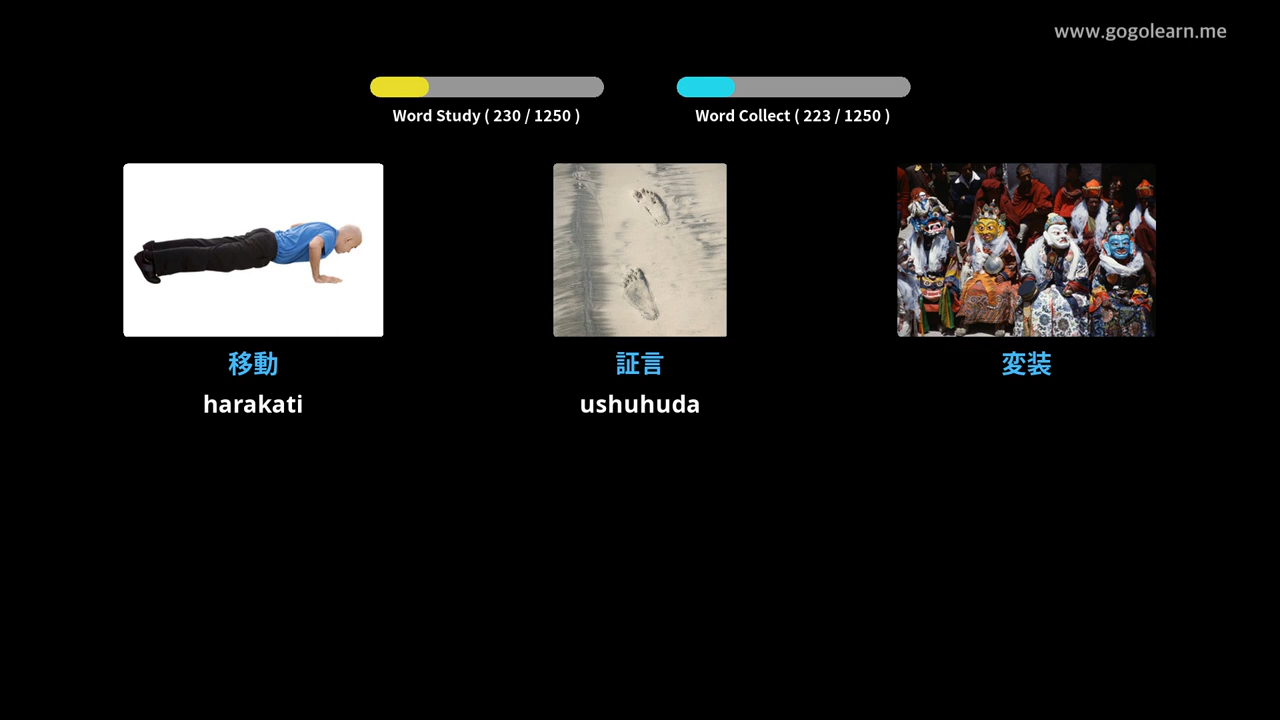 www.gogolearn.me
Word Study ( 230 / 1250 )
Word Collect ( 223 / 1250 )
移動
harakati
証言
ushuhuda
変装